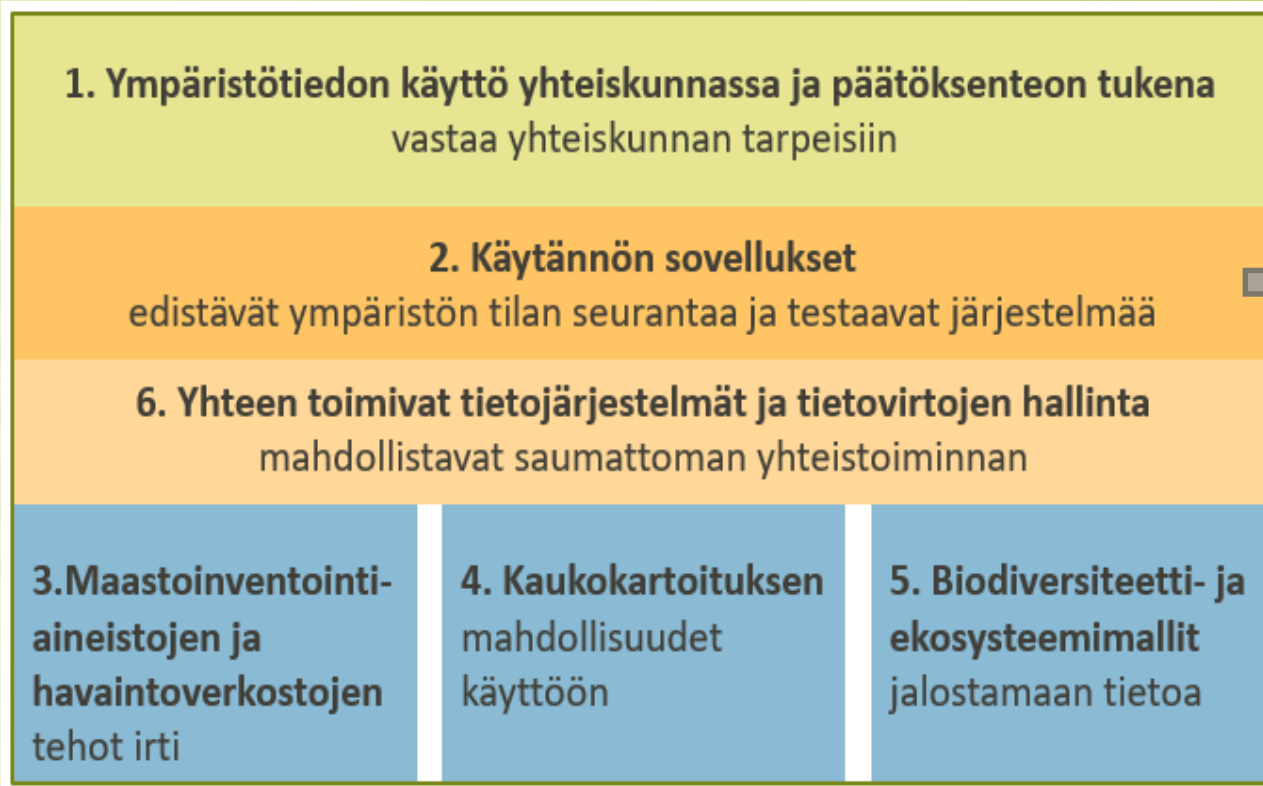 1. Ympäristötiedon käyttö yhteiskunnassa ja päätöksenteon tukena
vastaa yhteiskunnan tarpeisiin
2. Käytännön sovellukset
edistävät ympäristön tilan seurantaa ja testaavat järjestelmää
6. Yhteen toimivat tietojärjestelmät ja tietovirtojen hallinta
mahdollistavat saumattoman yhteistoiminnan
3.Maastoinventointi-
aineistojen ja
havaintoverkostojen
tehot irti
4. Kaukokartoituksen
mahdollisuudet
käyttöön
5. Biodiversiteetti- ja
ekosysteemimallit
jalostamaan tietoa